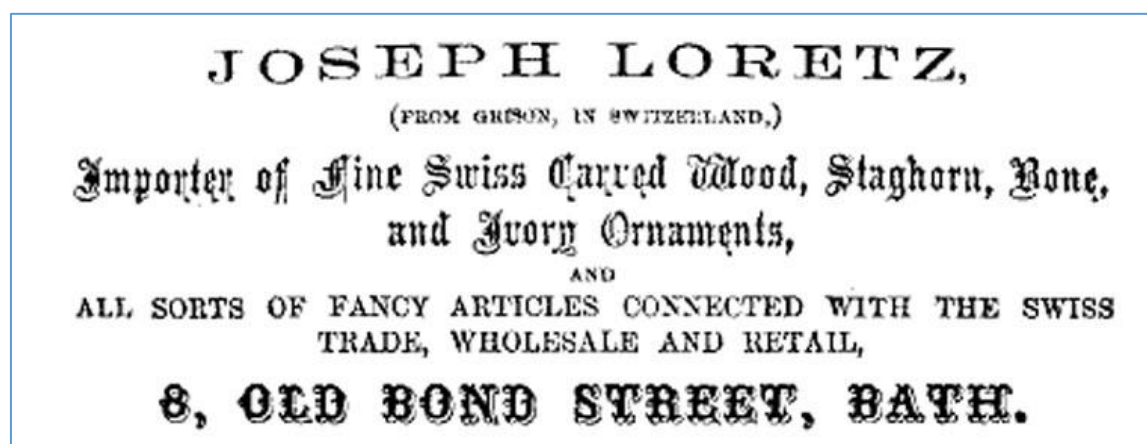 JOSEPH LORETZ,
(FROM GRISON, IN SWITZERLAND,)
Importer of Fine Swiss Carved Wood, Staghorn, Bone,
and Ivory Ornaments,
AND
ALL SORTS OF FANCY ARTICLES CONNECTED WITH THE SWISS
TRADE, WHOLESALE AND RETAIL,
8, OLD BOND STREET, BATH.